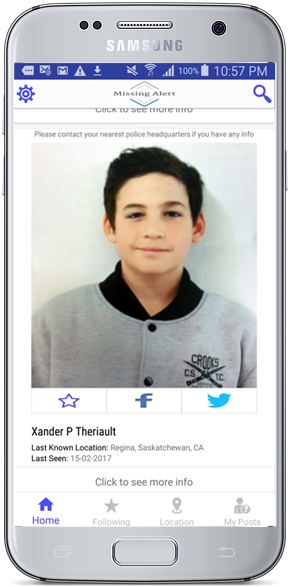 SAMSUNG
100% 10:57 PM
Missing Alert
Click to see more info
Please contact your nearest police headquarters if you have any info
CROOKS
Xander P Theriault
Last Known Location: Regina, Saskatchewan, CA
Last Seen: 15-02-2017
Click to see more info
Home
Following
Location
My Posts